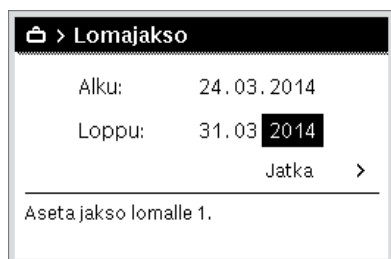 > Lomajakso
Alku: 24.03.2014
Loppu: 31.03 2014
Jatka >
Aseta jakso lomalle 1.